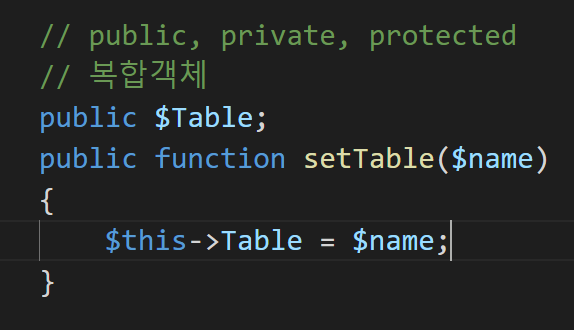 // public, private, protected
// 복합객체
public $Table;
public function setTable($name)
{
    $this->Table = $name;
}